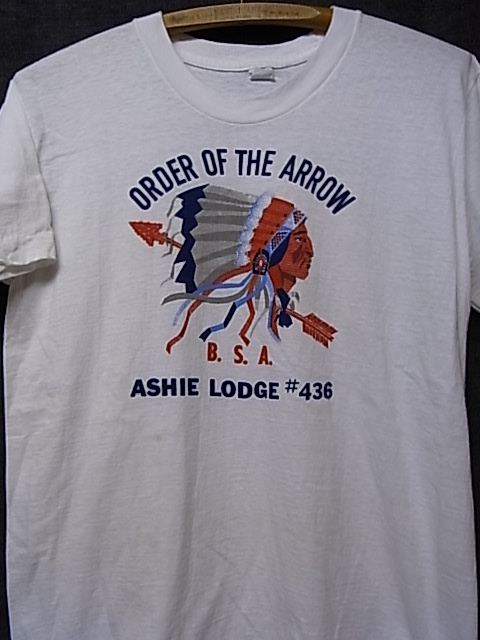 ORDER OF THE ARROW
B. S. A.
ASHIE LODGE #436